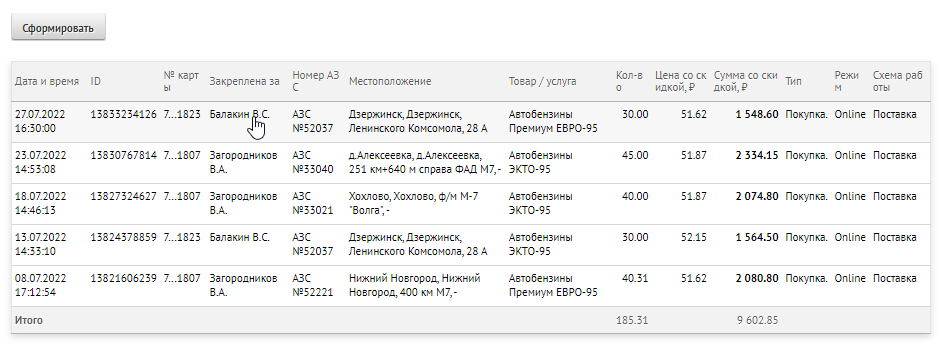 Сформировать
Дата и время ID № карт Закреплена за Номер АЗ Местоположение Товар / услуга Кол-в Цена со ск Сумма со ски Тип Режи Схема раб
ы С о идкой, ₽ дкой, ₽ м оты
27.07.2022 13833234126 7...1823 Балакин В.С. АЗС Дзержинск, Дзержинск, Автобензины 30.00 51.62 1 548.60 Покупка. Online Поставка
16:30:00 №52037 Ленинского Комсомола, 28 А Премиум ЕВРО-95
23.07.2022 13830767814 7...1807 Загородников АЗС д.Алексеевка, д.Алексеевка, Автобензины 45.00 51.87 2 334.15 Покупка. Online Поставка
14:53:08 В.А. №33040 251 км+640 м справа ФАД М7, - ЭКТО-95
18.07.2022 13827324627 7...1807 Загородников АЗС Хохлово, Хохлово, ф/м М-7 Автобензины 40.00 51.87 2 074.80 Покупка. Online Поставка
14:46:13 В.А. №33021 "Волга", - ЭКТО-95
13.07.2022 13824378859 7...1823 Балакин В.С. АЗС Дзержинск, Дзержинск, Автобензины 30.00 52.15 1 564.50 Покупка. Online Поставка
14:33:10 №52037 Ленинского Комсомола, 28 А ЭКТО-95
08.07.2022 13821606239 7...1807 Загородников АЗС Нижний Новгород, Нижний Автобензины 40.31 51.62 2 080.80 Покупка. Online Поставка
17:12:54 В.А. №52221 Новгород, 400 км М7, - Премиум ЕВРО-95
Итого 185.31 9 602.85